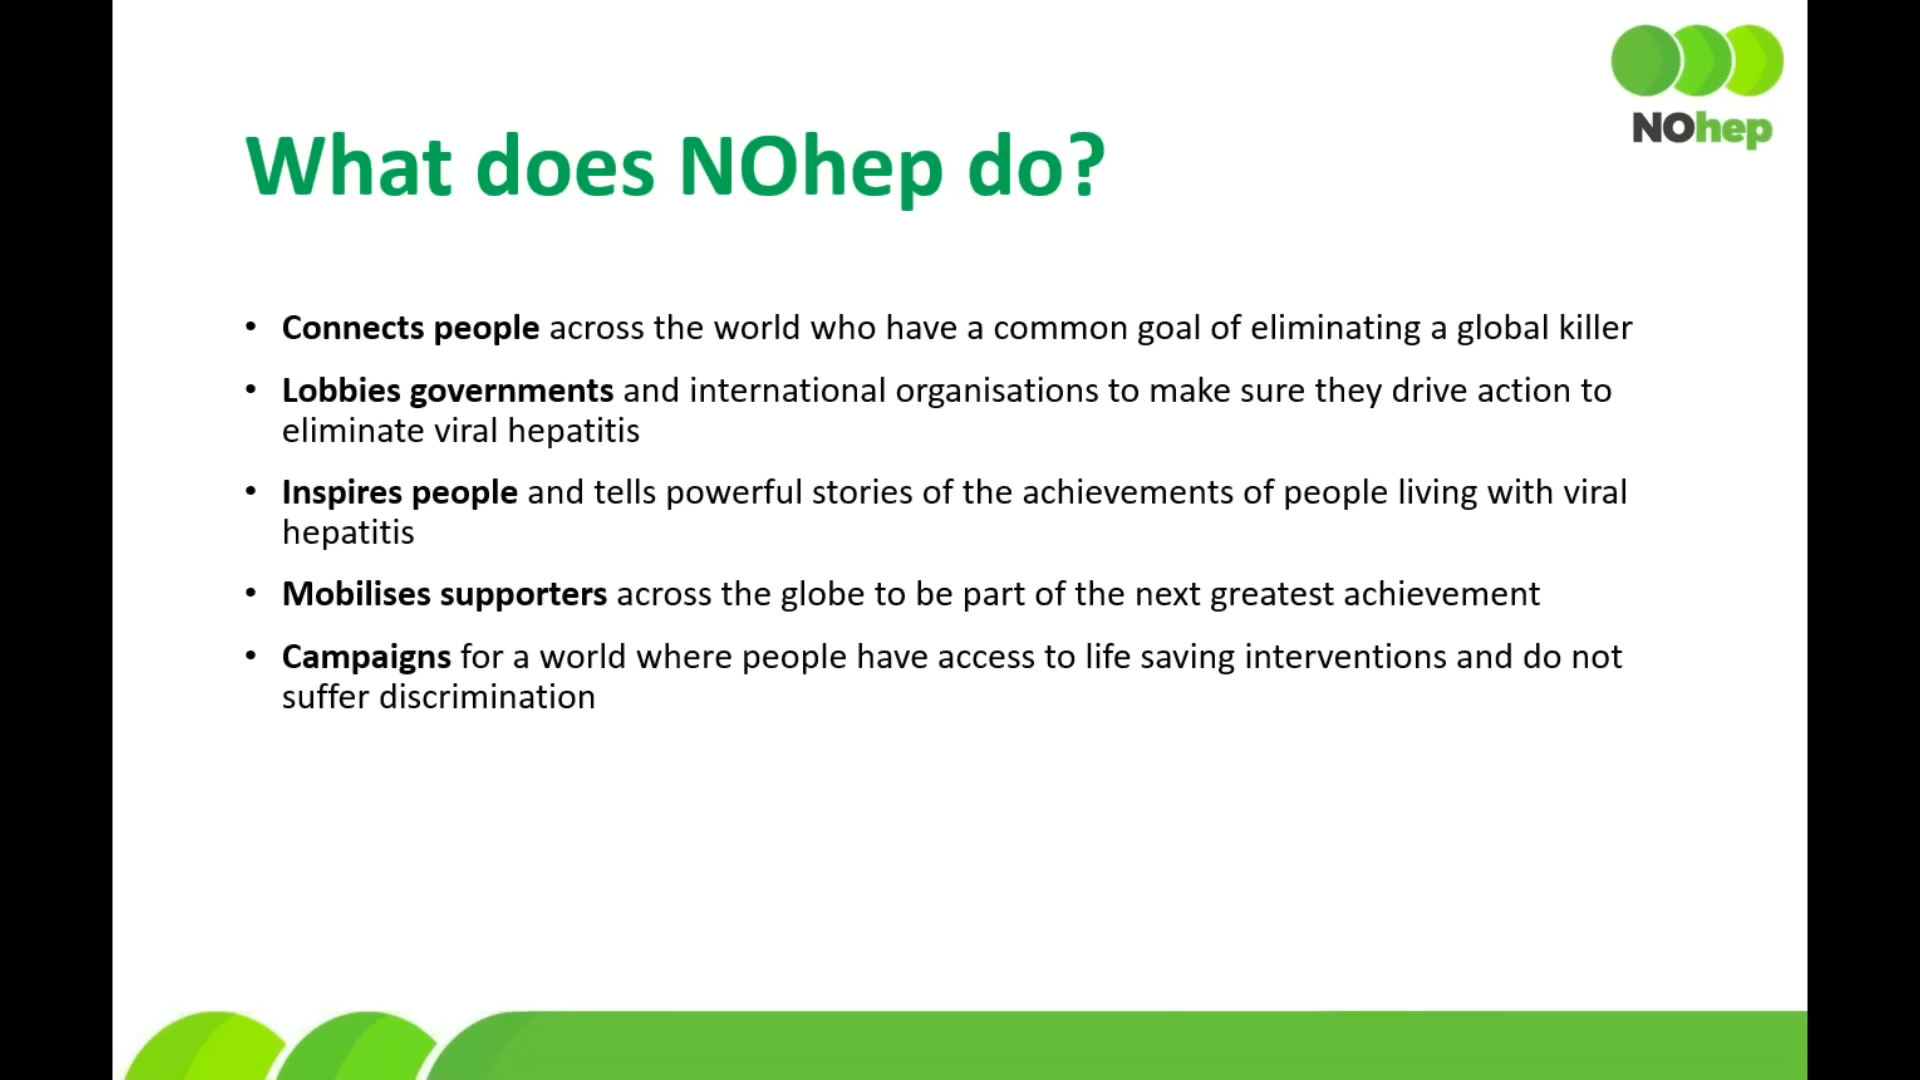 NOhep
What does NOhep do?
• Connects people across the world who have a common goal of eliminating a global killer
• Lobbies governments and international organisations to make sure they drive action to
eliminate viral hepatitis
• Inspires people and tells powerful stories of the achievements of people living with viral
hepatitis
• Mobilises supporters across the globe to be part of the next greatest achievement
• Campaigns for a world where people have access to life saving interventions and do not
suffer discrimination